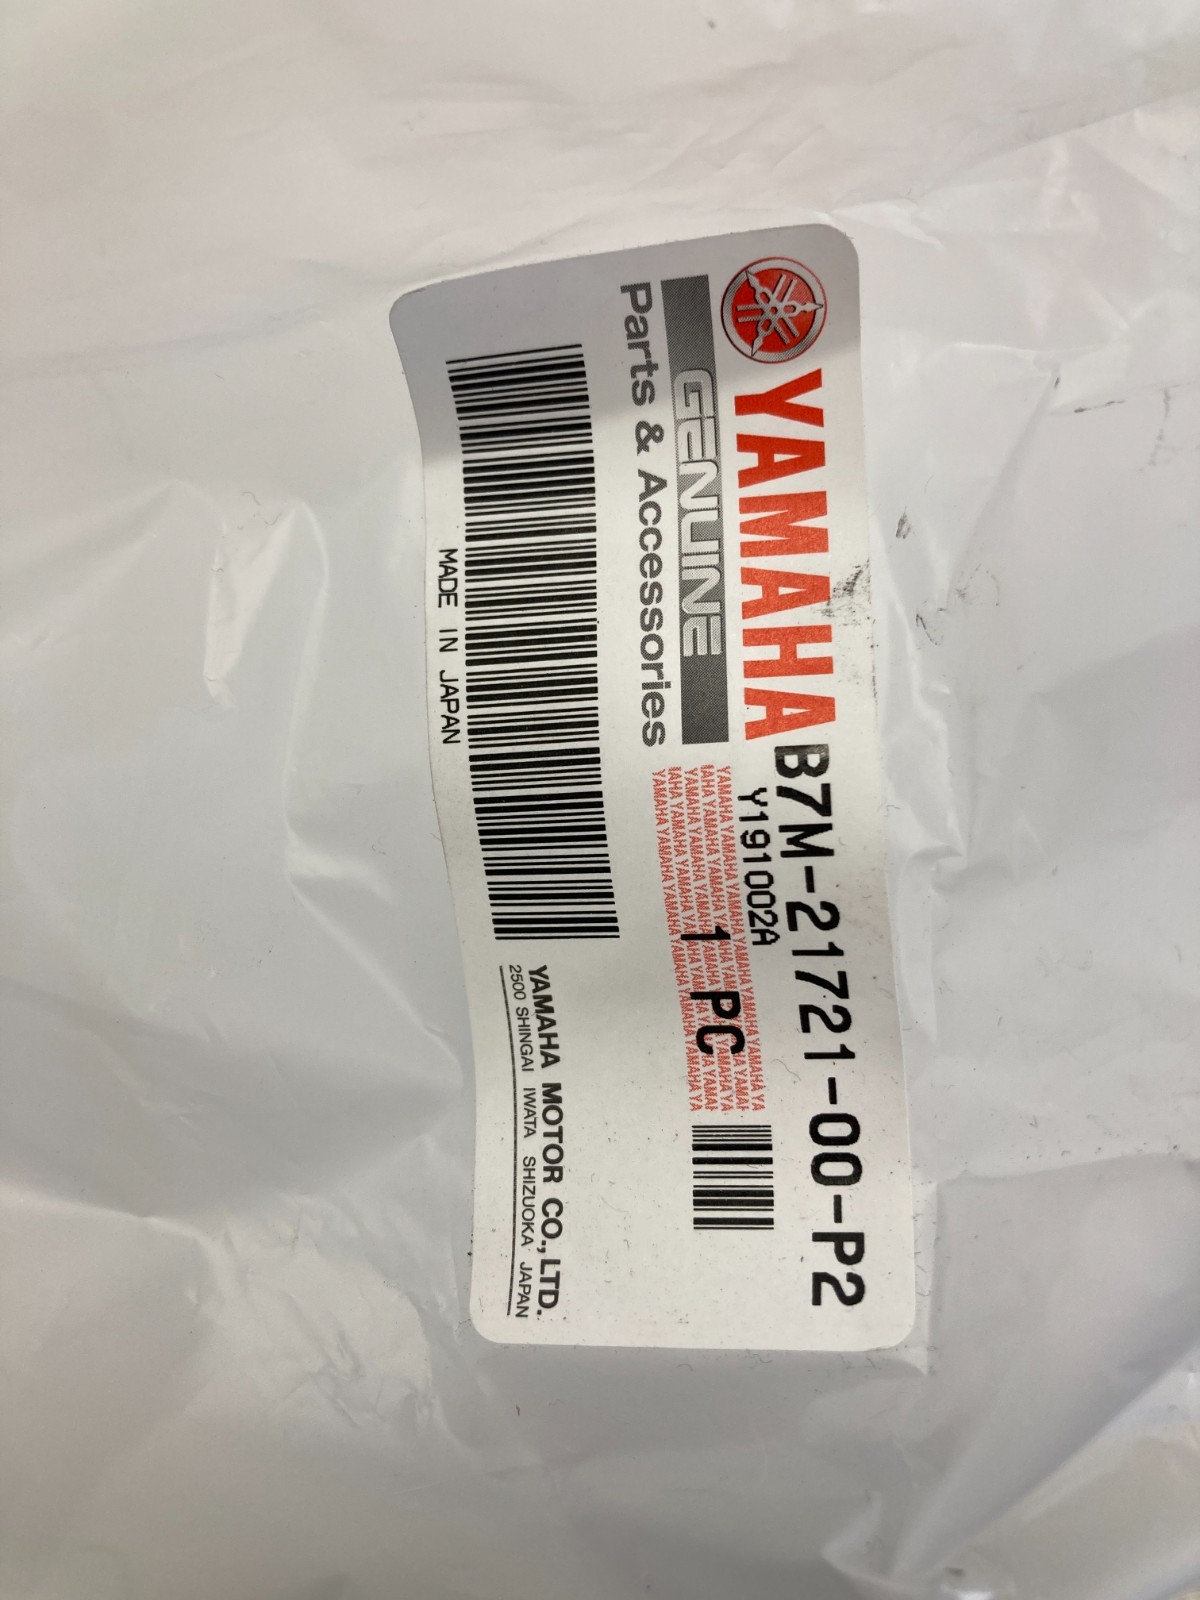 YAMAHA
GENUINE
Parts & Accessories
B7M-21721-00-P2
Y191002A
1 PC
MADE IN JAPAN
YAMAHA MOTOR CO., LTD.
2500 SHINGAI IWATA SHIZUOKA JAPAN